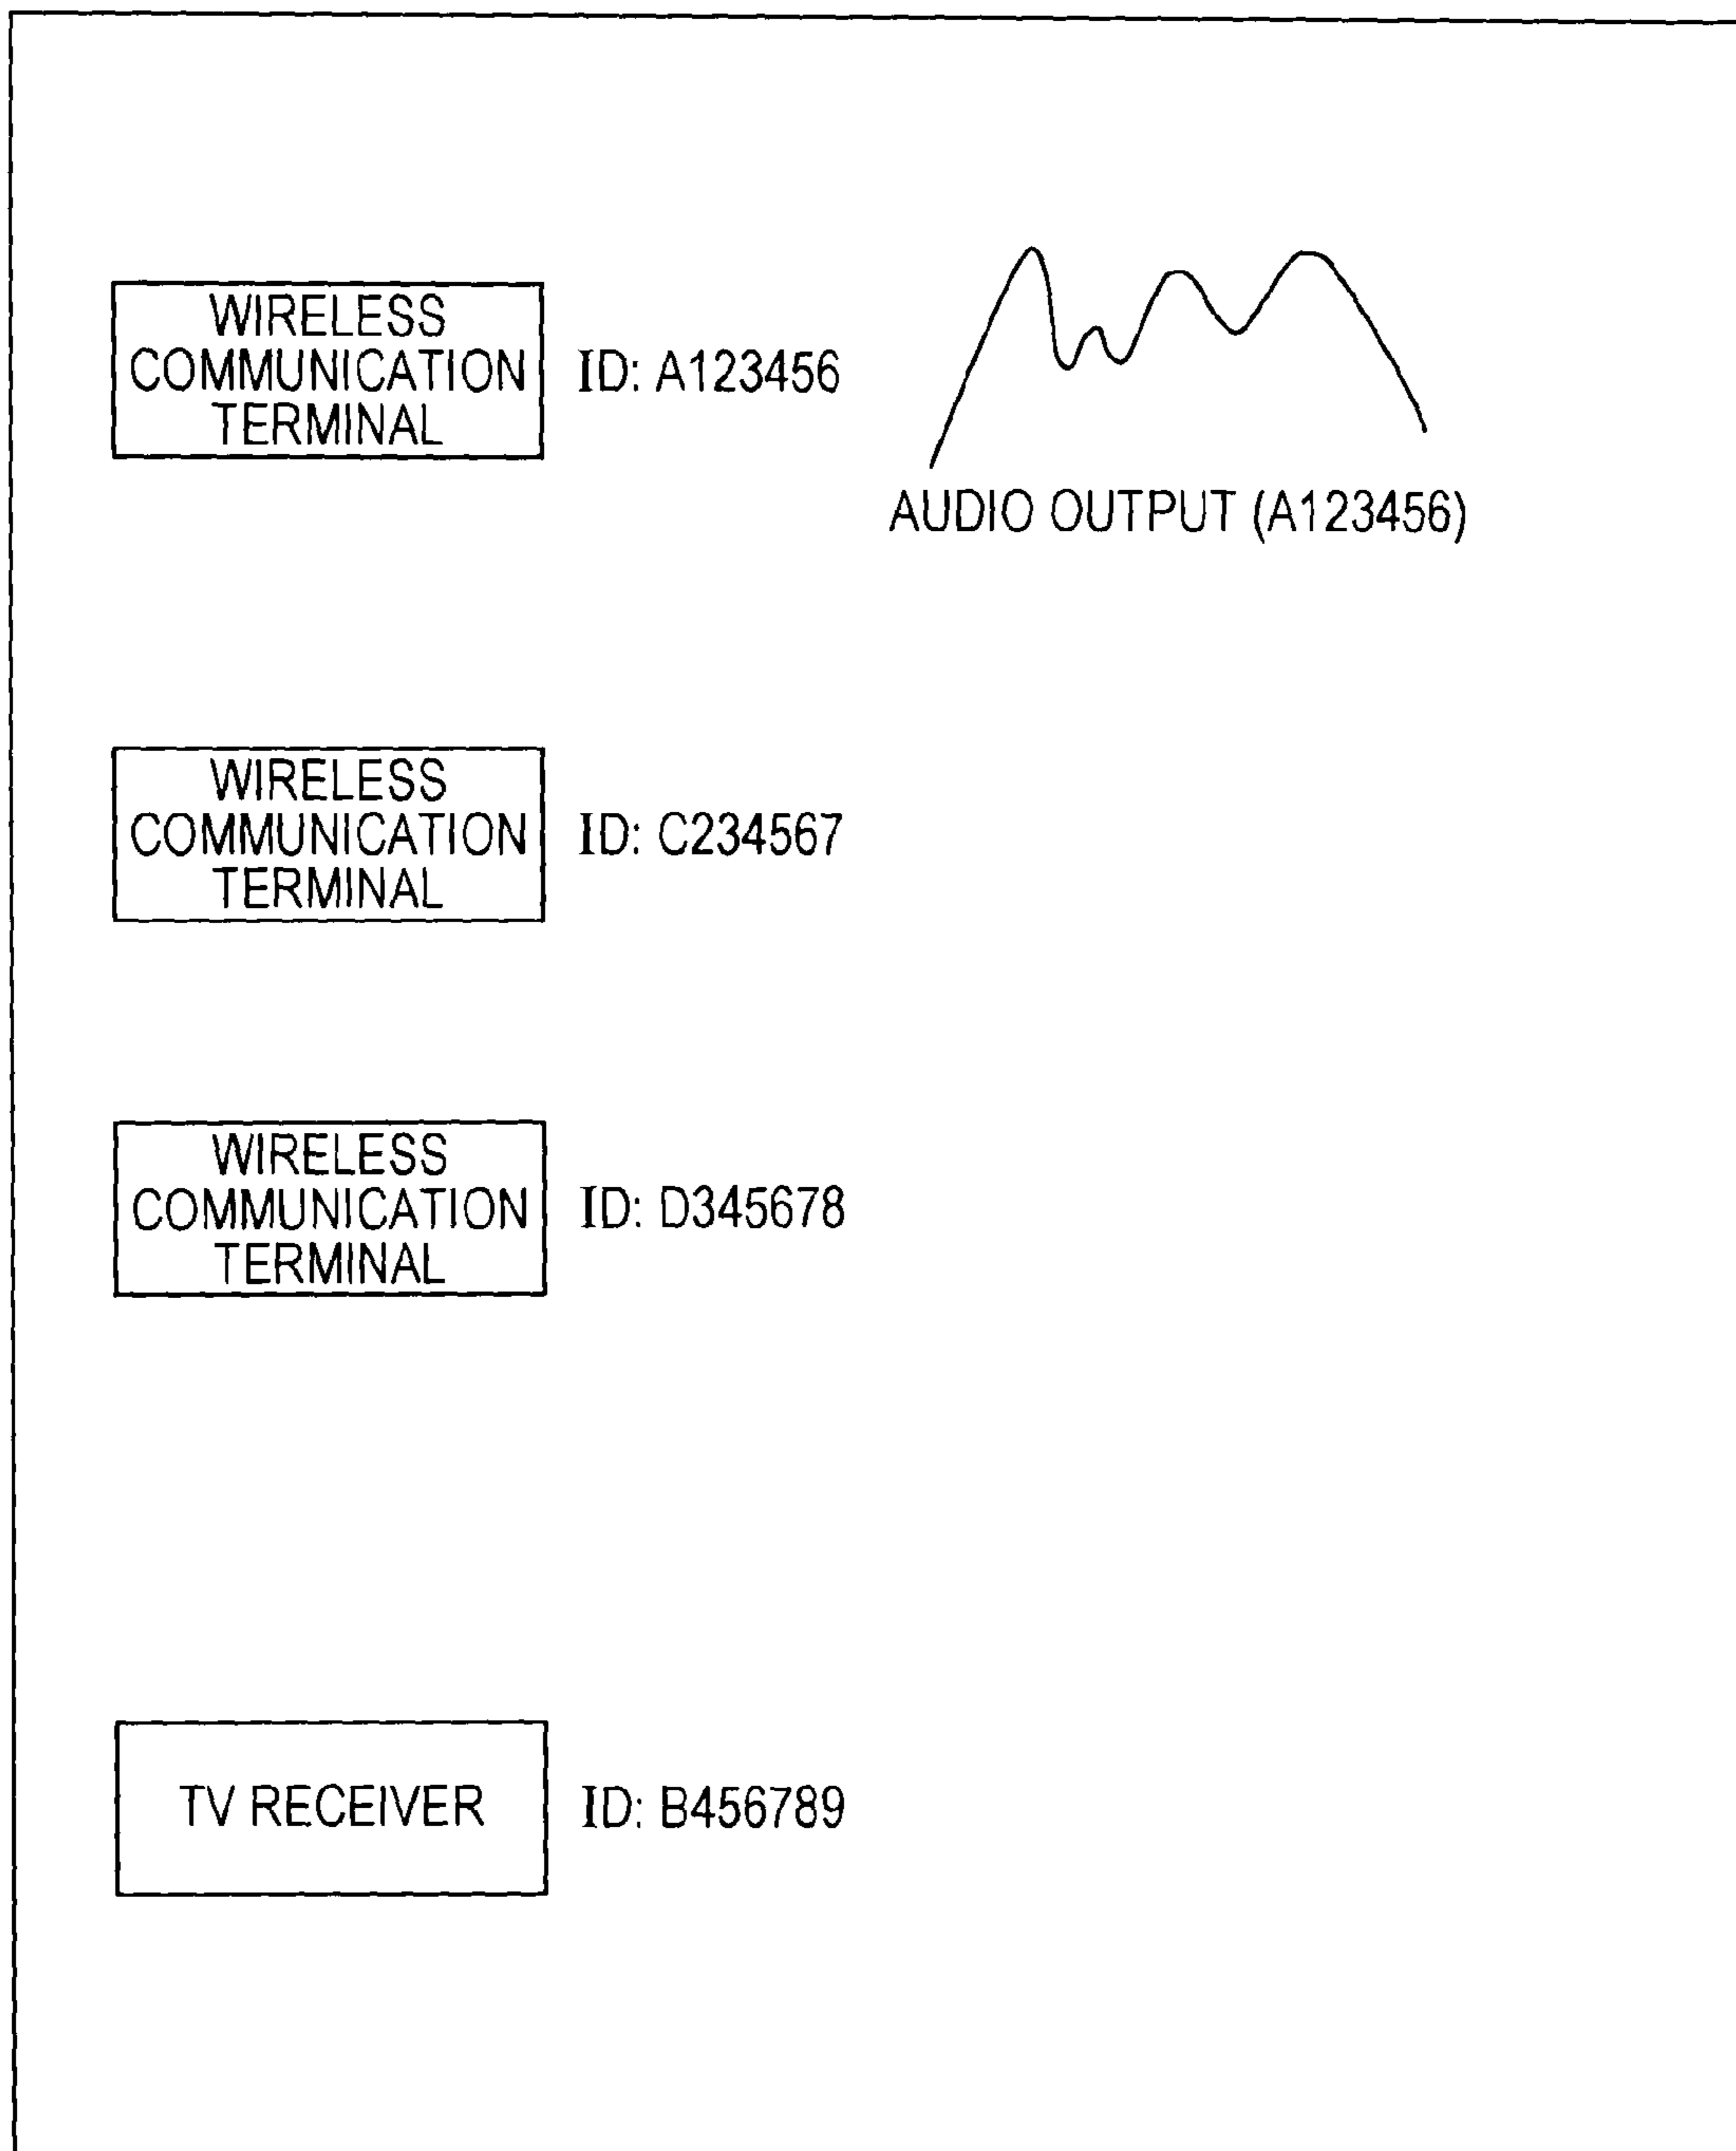 WIRELESS
COMMUNICATION
TERMINAL
ID: A123456
AUDIO OUTPUT (A123456)
WIRELESS
COMMUNICATION
TERMINAL
ID: C234567
WIRELESS
COMMUNICATION
TERMINAL
ID: D345678
TV RECEIVER
ID: B456789